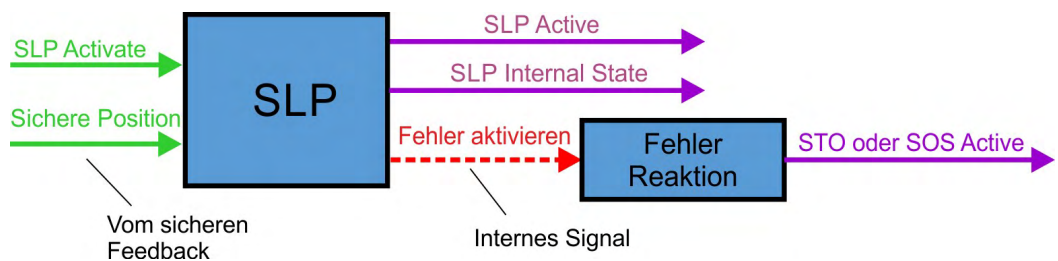 SLP Active
SLP Activate
SLP Internal State
SLP
Sichere Position
Fehler aktivieren
Fehler
Reaktion
STO oder SOS Active
Vom sicheren
Feedback
Internes Signal